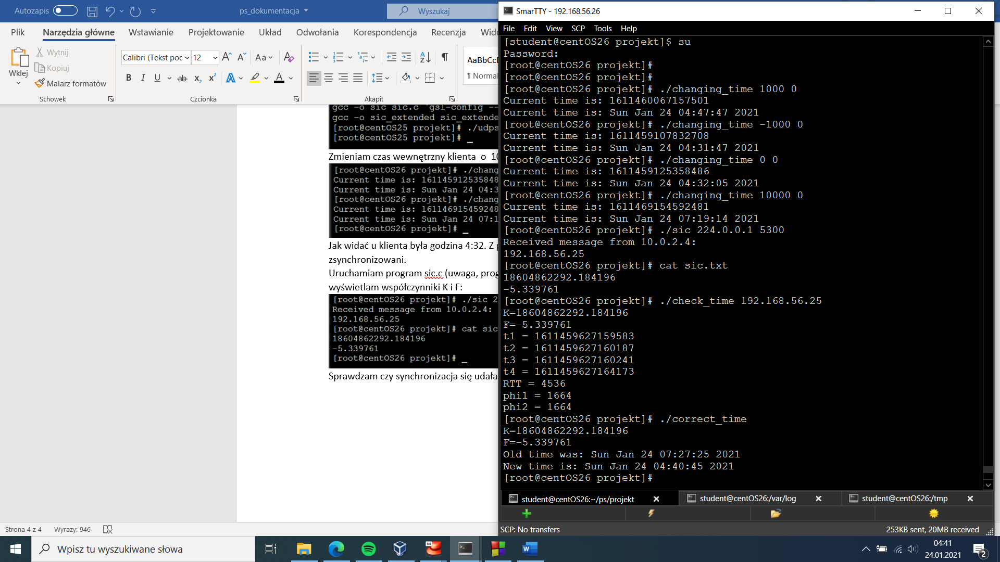 Autozapis
ps_dokumentacja
Wyszukaj
Plik Narzędzia główne Wstawianie Projektowanie Układ Odwołania Korespondencja Recenzja
Wklej
Wytnij
Kopiuj
Malarz formatów
Schowek
Calibri (Tekst poc 12
Czcionka
Akapit
AaBbCcD
¶ Normal
gcc -o sic sic.c `gsl-config --
gcc -o sic_extended sic_extende
[root@centOS25 projekt]# ./udps
[root@centOS25 projekt]# _
Zmieniam czas wewnętrzny klienta o 10
[root@centOS26 projekt]# ./chang
Current time is: 161145912535848
Current time is: Sun Jan 24 04:3
[root@centOS26 projekt]# ./chang
Current time is: 161146915459248
Current time is: Sun Jan 24 07:1
[root@centOS26 projekt]# _
Jak widać u klienta była godzina 4:32. Z p
zsynchronizowani.
Uruchamiam program sic.c (uwaga, prog
wyświetlam współczynniki K i F:
[root@centOS26 projekt]# ./sic 2
Received message from 10.0.2.4:
192.168.56.25
[root@centOS26 projekt]# cat sic
18604862292.184196
-5.339761
[root@centOS26 projekt]# _
Sprawdzam czy synchronizacja się udała
Strona 4 z 4 Wyrazy: 946
SmarTTY - 192.168.56.26
File Edit View SCP Tools Help
[student@centOS26 projekt]$ su
Password:
[root@centOS26 projekt]#
[root@centOS26 projekt]#
[root@centOS26 projekt]# ./changing_time 1000 0
Current time is: 1611460067157501
Current time is: Sun Jan 24 04:47:47 2021
[root@centOS26 projekt]# ./changing_time -1000 0
Current time is: 1611459107832708
Current time is: Sun Jan 24 04:31:47 2021
[root@centOS26 projekt]# ./changing_time 0 0
Current time is: 1611459125358486
Current time is: Sun Jan 24 04:32:05 2021
[root@centOS26 projekt]# ./changing_time 10000 0
Current time is: 1611469154592481
Current time is: Sun Jan 24 07:19:14 2021
[root@centOS26 projekt]# ./sic 224.0.0.1 5300
Received message from 10.0.2.4:
192.168.56.25
[root@centOS26 projekt]# cat sic.txt
18604862292.184196
-5.339761
[root@centOS26 projekt]# ./check_time 192.168.56.25
K=18604862292.184196
F=-5.339761
t1 = 1611459627159583
t2 = 1611459627160187
t3 = 1611459627160241
t4 = 1611459627164173
RTT = 4536
phi1 = 1664
phi2 = 1664
[root@centOS26 projekt]# ./correct_time
K=18604862292.184196
F=-5.339761
Old time was: Sun Jan 24 07:27:25 2021
New time is: Sun Jan 24 04:40:45 2021
[root@centOS26 projekt]#
student@centOS26:~/ps/projekt student@centOS26:/var/log student@centOS26:/tmp
SCP: No transfers 253KB sent, 20MB received
Wpisz tu wyszukiwane słowa
04:41
24.01.2021
2